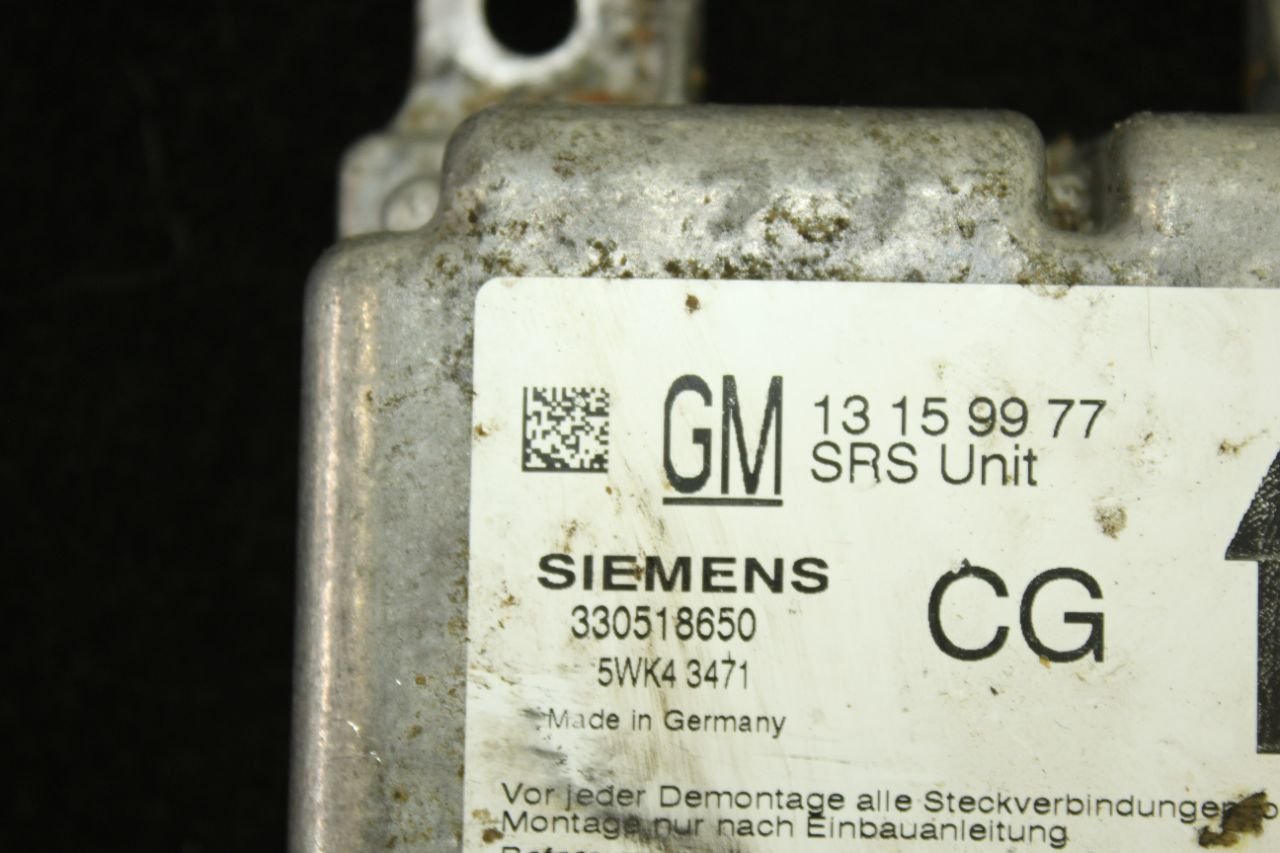 GM 13 15 99 77
SRS Unit
SIEMENS
330518650
CG
5WK4 3471
Made in Germany
Vor jeder Demontage alle Steckverbindungen
Montage nur nach Einbauanleitung